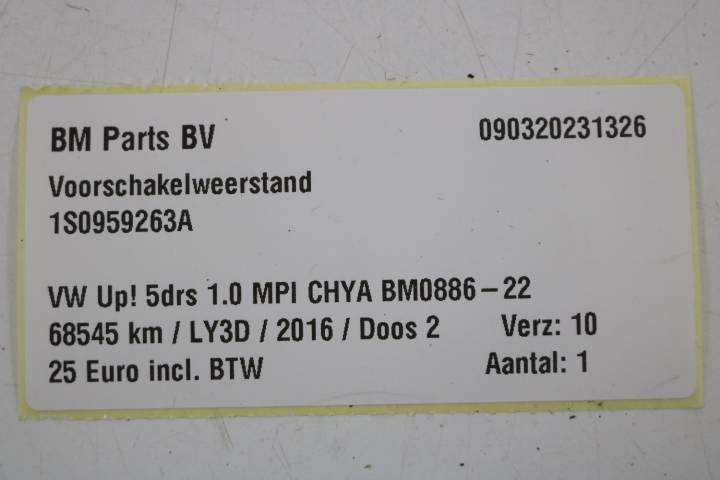 BM Parts BV 090320231326
Voorschakelweerstand
1S0959263A
VW Up! 5drs 1.0 MPI CHYA BM0886-22
68545 km / LY3D / 2016 / Doos 2 Verz: 10
25 Euro incl. BTW Aantal: 1